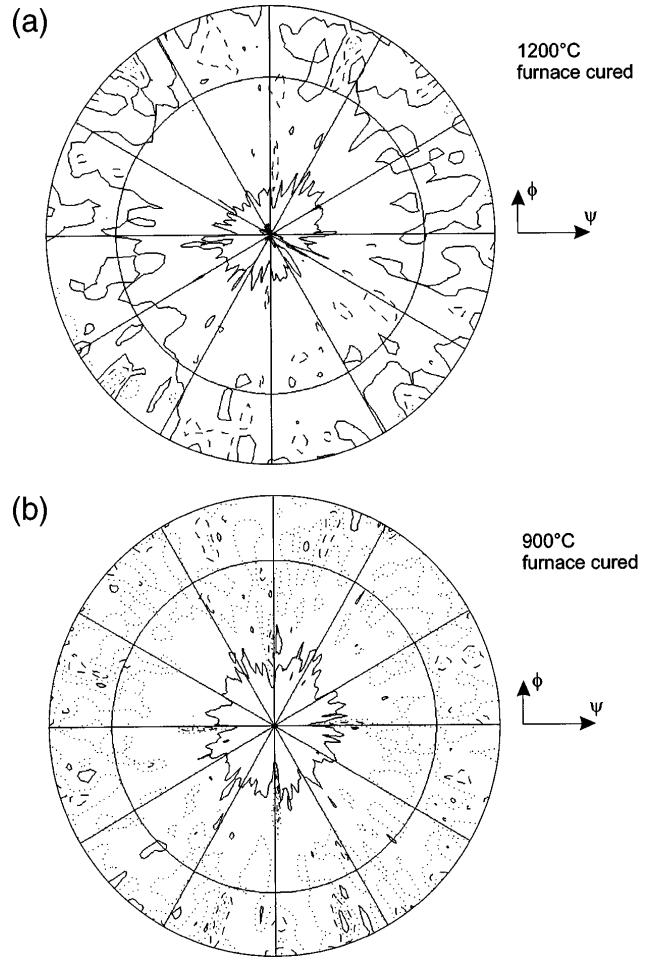 (a)
1200°C
furnace cured
ϕ
ψ
(b)
900°C
furnace cured
ϕ
ψ